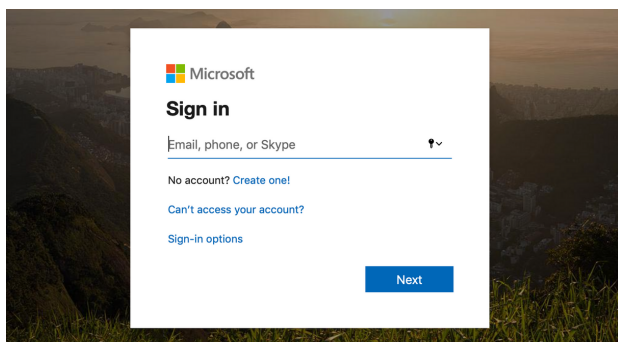 Microsoft
Sign in
Email, phone, or Skype
No account? Create one!
Can't access your account?
Sign-in options
Next